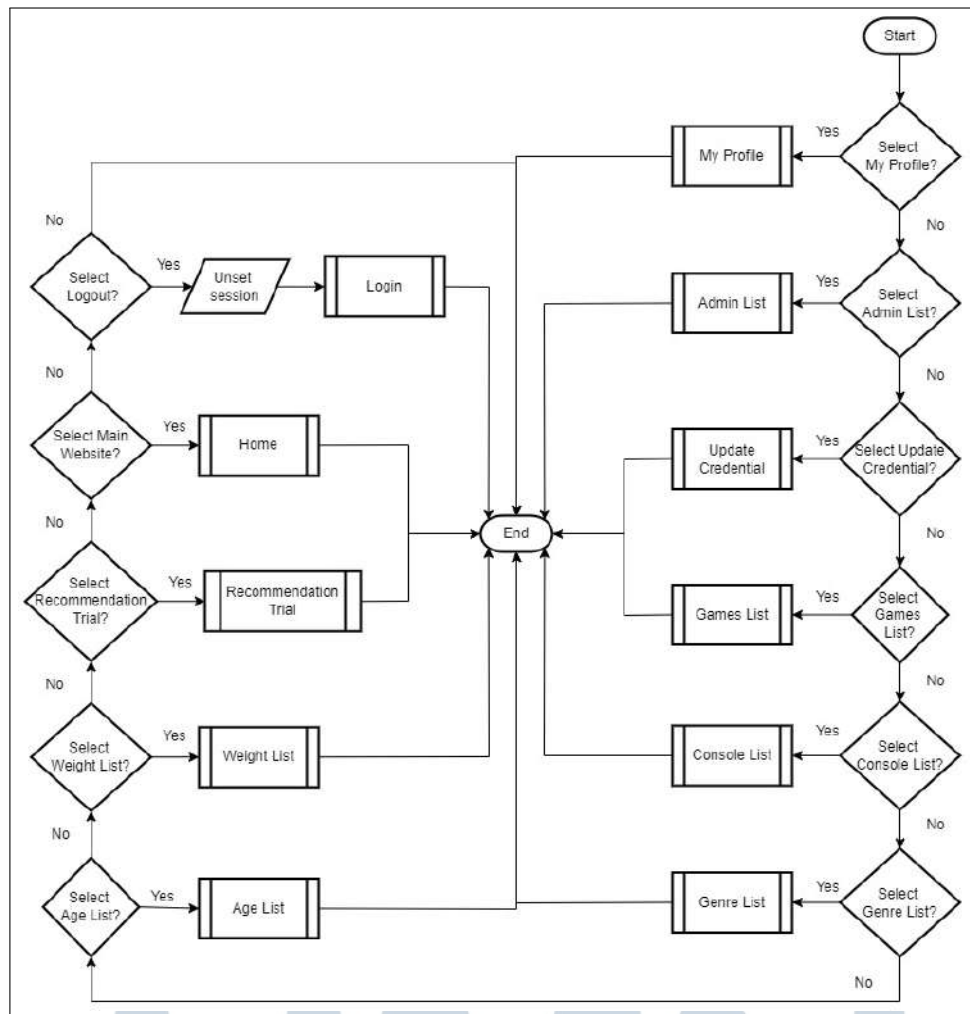 Start
Yes
Select
My Profile?
My Profile
No
No
Yes
Select
Admin List?
Admin List
Yes
Select
Logout?
Unset
session
Login
No
No
Yes
Select Update
Credential?
Update
Credential
Yes
Select Main
Website?
Home
No
No
End
Yes
Select
Games
List?
Games List
Yes
Select
Recommendation
Trial?
Recommendation
Trial
No
No
Yes
Select
Console List?
Console List
Yes
Select
Weight List?
Weight List
No
No
Yes
Select
Genre List?
Genre List
Yes
Select
Age List?
Age List
No